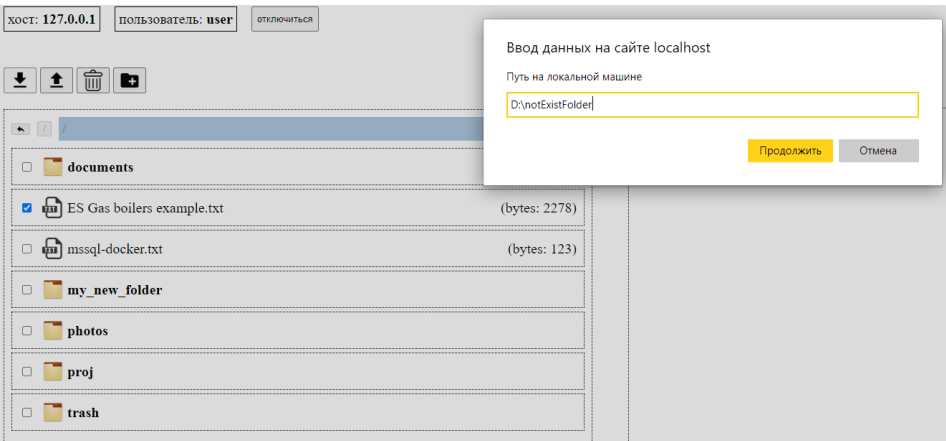 хост: 127.0.0.1 пользователь: user отключиться
Ввод данных на сайте localhost
Путь на локальной машине
D:\notExistFolder
Продолжить Отмена
/ /
documents
ES Gas boilers example.txt (bytes: 2278)
mssql-docker.txt (bytes: 123)
my_new_folder
photos
proj
trash